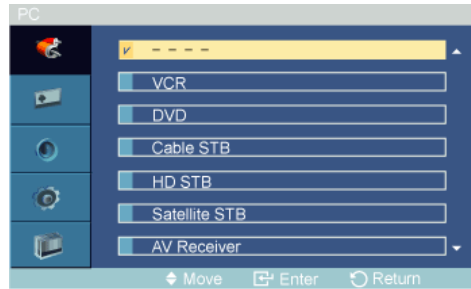 PC
- - - -
VCR
DVD
Cable STB
HD STB
Satellite STB
AV Receiver
Move Enter Return